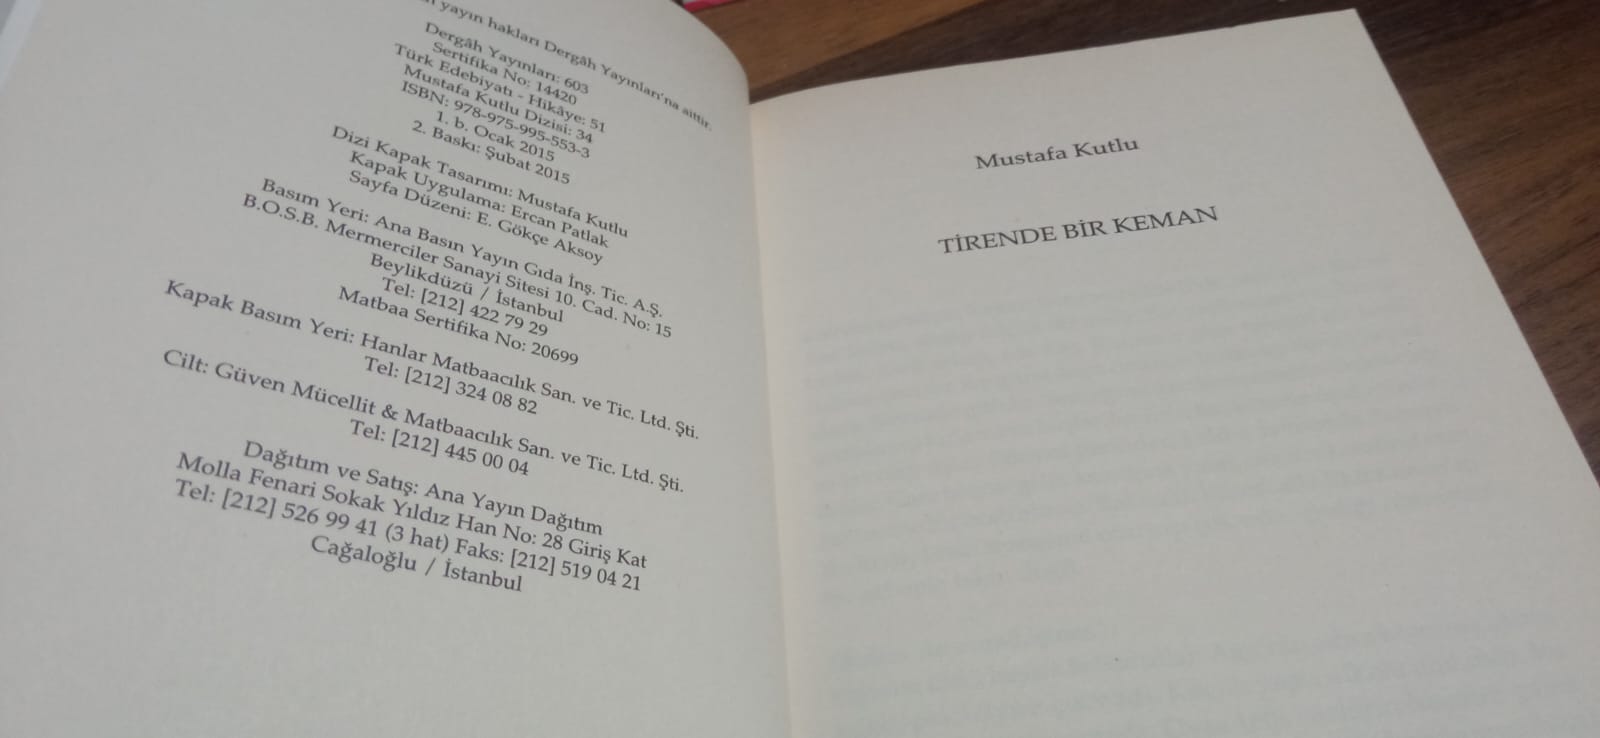 yayın hakları Dergâh Yayınları'na aittir.
Dergâh Yayınları: 603
Sertifika No: 14420
Türk Edebiyatı - Hikâye: 51
Mustafa Kutlu Dizisi: 34
ISBN: 978-975-995-553-3
1. b. Ocak 2015
2. Baskı: Şubat 2015
Dizi Kapak Tasarımı: Mustafa Kutlu
Kapak Uygulama: Ercan Patlak
Sayfa Düzeni: E. Gökçe Aksoy
Basım Yeri: Ana Basın Yayın Gıda İnş. Tic. A.Ş.
B.O.S.B. Mermerciler Sanayi Sitesi 10. Cad. No: 15
Beylikdüzü / İstanbul
Tel: [212] 422 79 29
Matbaa Sertifika No: 20699
Kapak Basım Yeri: Hanlar Matbaacılık San. ve Tic. Ltd. Şti.
Tel: [212] 324 08 82
Cilt: Güven Mücellit & Matbaacılık San. ve Tic. Ltd. Şti.
Tel: [212] 445 00 04
Dağıtım ve Satış: Ana Yayın Dağıtım
Molla Fenari Sokak Yıldız Han No: 28 Giriş Kat
Tel: [212] 526 99 41 (3 hat) Faks: [212] 519 04 21
Cağaloğlu / İstanbul
Mustafa Kutlu
TİRENDE BİR KEMAN